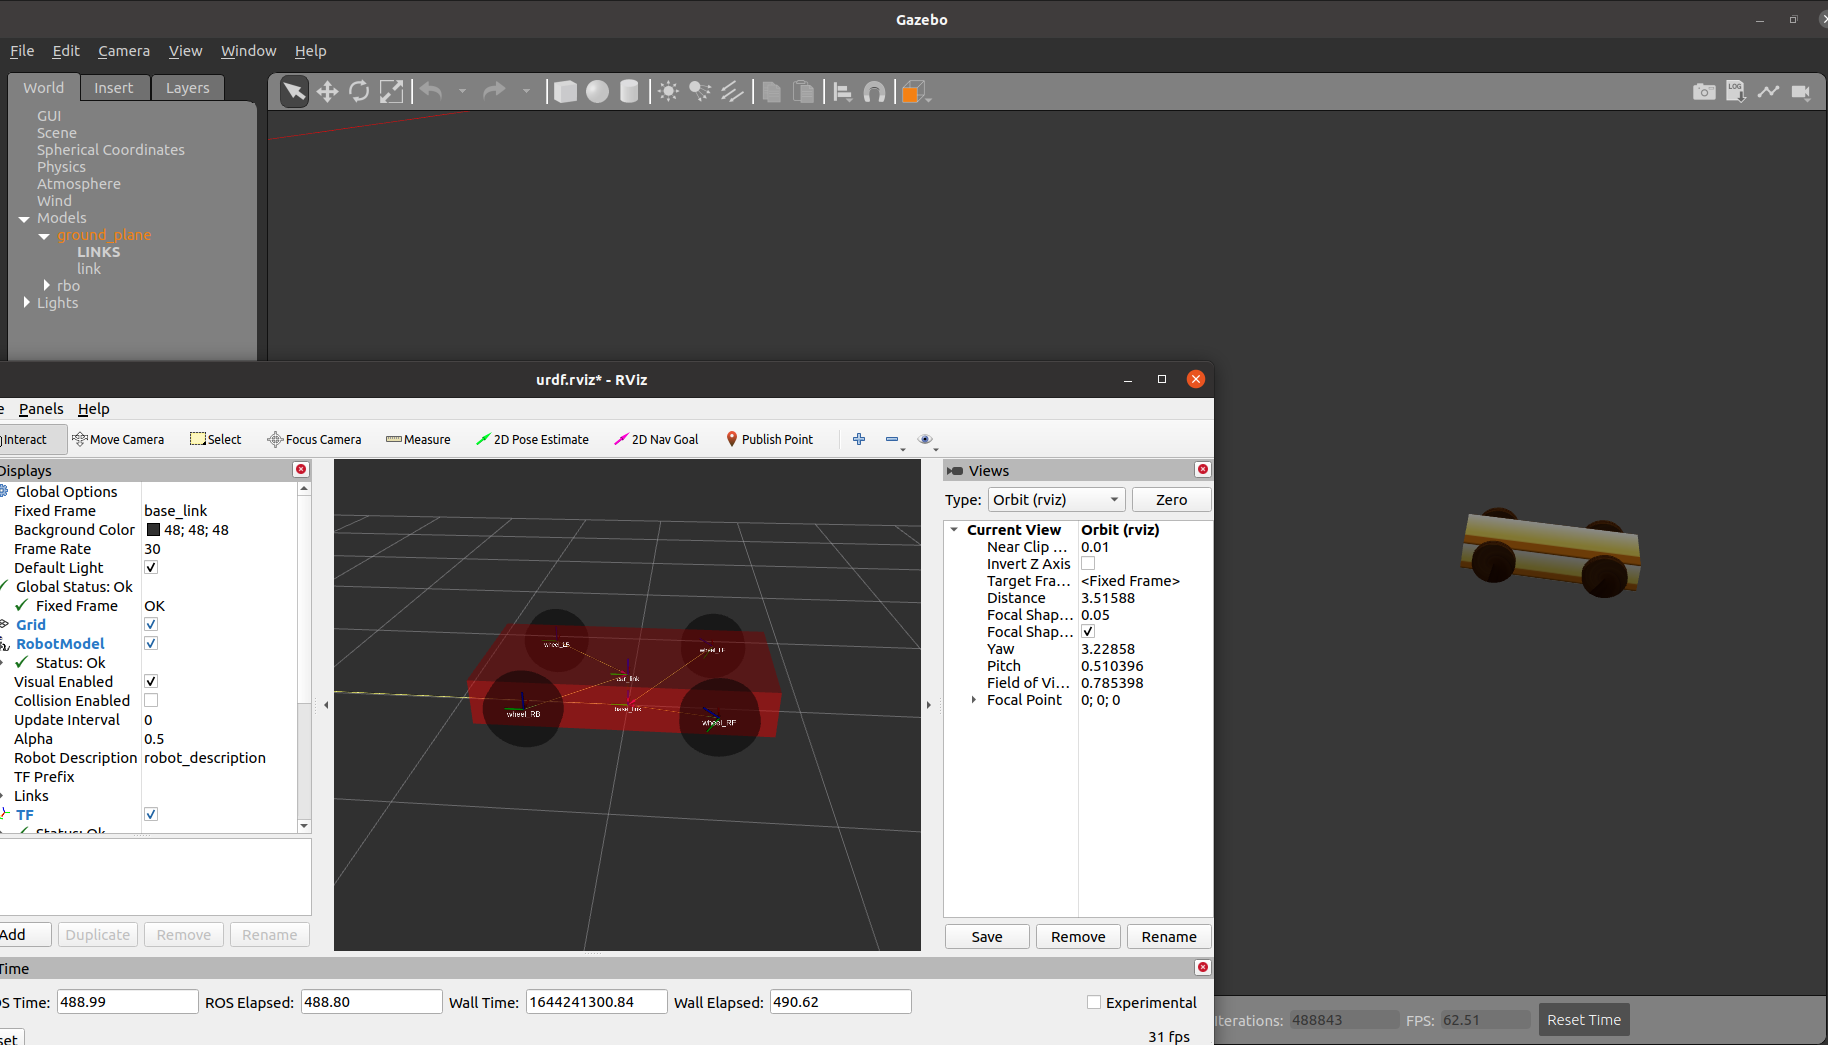 Gazebo
File Edit Camera View Window Help
World Insert Layers
GUI
Scene
Spherical Coordinates
Physics
Atmosphere
Wind
Models
ground_plane
LINKS
link
rbo
Lights
LOG
urdf.rviz* - RViz
e Panels Help
Interact Move Camera Select Focus Camera Measure 2D Pose Estimate 2D Nav Goal Publish Point
Displays
Global Options
Fixed Frame base_link
Background Color 48; 48; 48
Frame Rate 30
Default Light
Global Status: Ok
Fixed Frame OK
Grid
RobotModel
Status: Ok
Visual Enabled
Collision Enabled
Update Interval 0
Alpha 0.5
Robot Description robot_description
TF Prefix
Links
TF
Status: Ok
Add Duplicate Remove Rename
wheel_LB
wheel_LF
car_link
base_link
wheel_RB
wheel_RF
Views
Type: Orbit (rviz) Zero
Current View Orbit (rviz)
Near Clip ... 0.01
Invert Z Axis
Target Fra... <Fixed Frame>
Distance 3.51588
Focal Shap... 0.05
Focal Shap...
Yaw 3.22858
Pitch 0.510396
Field of Vi... 0.785398
Focal Point 0; 0; 0
Save Remove Rename
Time
OS Time: 488.99 ROS Elapsed: 488.80 Wall Time: 1644241300.84 Wall Elapsed: 490.62 Experimental
set
31 fps
Iterations: 488843 FPS: 62.51 Reset Time